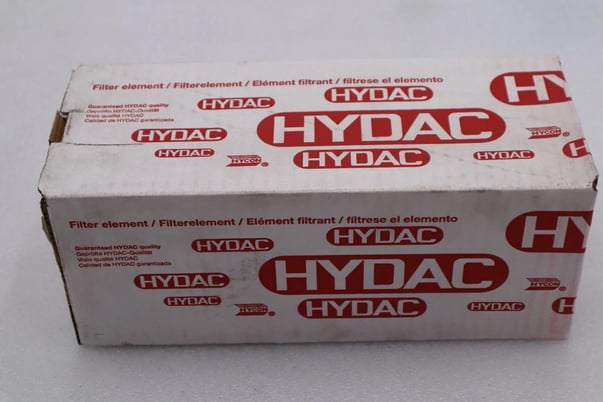 Filter element / Filterelement / Elément filtrant / filtrese el elemento
Guaranteed HYDAC quality
Geprüfte HYDAC-Qualität
Vraie qualité HYDAC
Calidad de HYDAC garantizada
HYDAC
HYDAC
HY
HYDAC
HYDAC
HYDAC
HYCON ®
HYDAC
HYDAC
HYCON ®
H
Filter element / Filterelement / Elément filtrant / filtrese el elemento
Guaranteed HYDAC quality
Geprüfte HYDAC-Qualität
Vraie qualité HYDAC
Calidad de HYDAC garantizada
HYDAC
HYDAC
HY
HYDAC
HYDAC
HYDAC
HYCON ®
HYDAC
HYDAC
HYCON ®
H